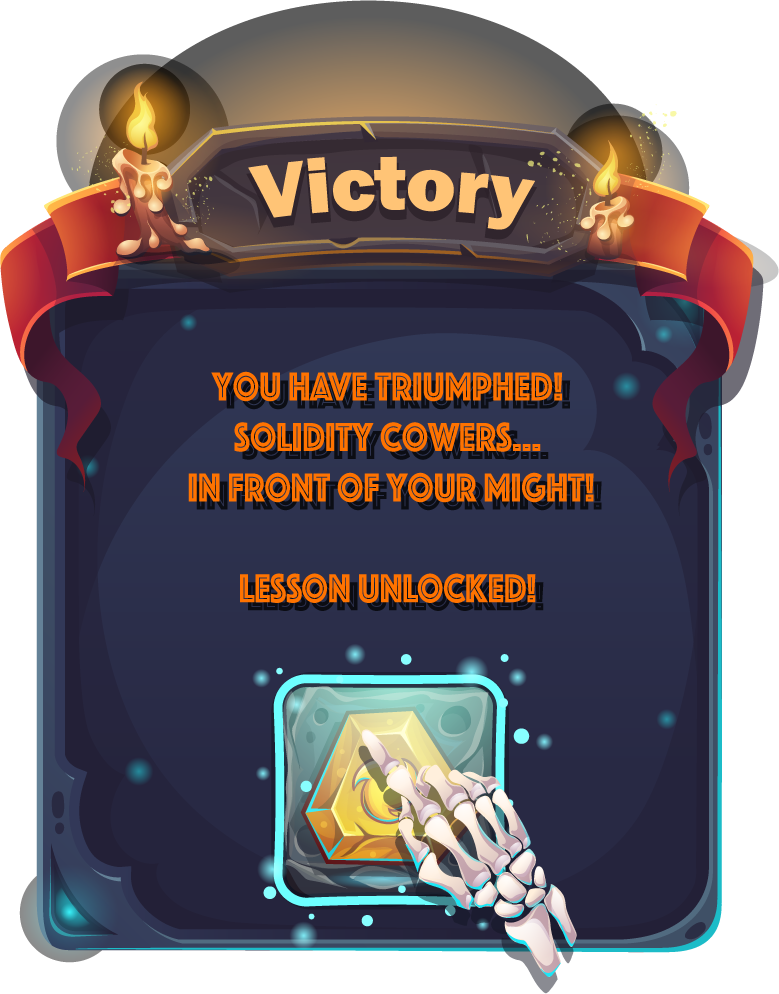 Victory
YOU HAVE TRIUMPHED!
SOLIDITY COWERS...
IN FRONT OF YOUR MIGHT!
LESSON UNLOCKED!